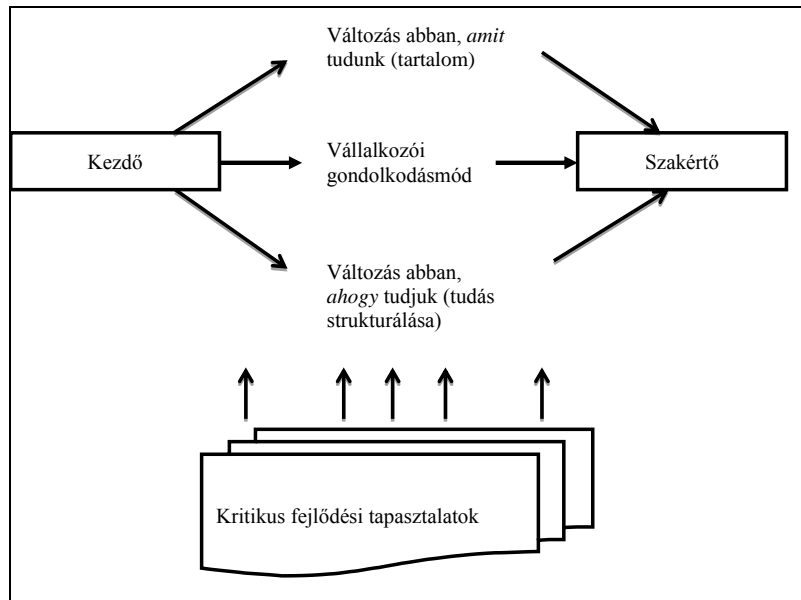 Változás abban, amit
tudunk (tartalom)
Kezdő
Vállalkozói
gondolkodásmód
Szakértő
Változás abban,
ahogy tudjuk (tudás
strukturálása)
Kritikus fejlődési tapasztalatok